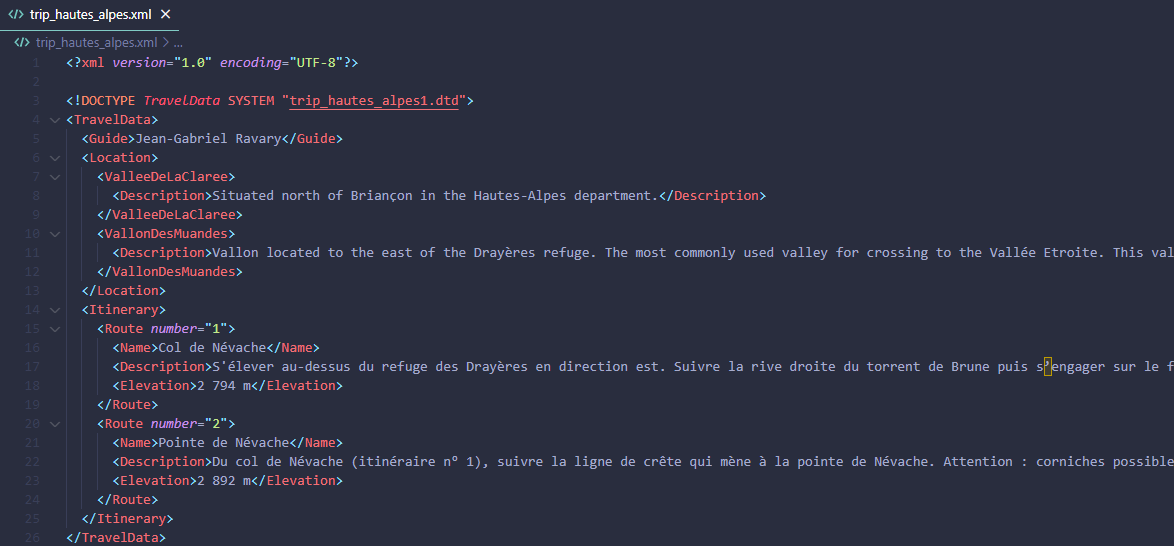 trip_hautes_alpes.xml
trip_hautes_alpes.xml > ...
1 <?xml version="1.0" encoding="UTF-8"?>
2
3 <!DOCTYPE TravelData SYSTEM "trip_hautes_alpes1.dtd">
4 <TravelData>
5 <Guide>Jean-Gabriel Ravary</Guide>
6 <Location>
7 <ValleeDeLaClaree>
8 <Description>Situated north of Briançon in the Hautes-Alpes department.</Description>
9 </ValleeDeLaClaree>
10 <VallonDesMuandes>
11 <Description>Vallon located to the east of the Drayères refuge. The most commonly used valley for crossing to the Vallée Etroite. This val
12 </VallonDesMuandes>
13 </Location>
14 <Itinerary>
15 <Route number="1">
16 <Name>Col de Névache</Name>
17 <Description>S'élever au-dessus du refuge des Drayères en direction est. Suivre la rive droite du torrent de Brune puis s’engager sur le f
18 <Elevation>2 794 m</Elevation>
19 </Route>
20 <Route number="2">
21 <Name>Pointe de Névache</Name>
22 <Description>Du col de Névache (itinéraire n° 1), suivre la ligne de crête qui mène à la pointe de Névache. Attention : corniches possible
23 <Elevation>2 892 m</Elevation>
24 </Route>
25 </Itinerary>
26 </TravelData>